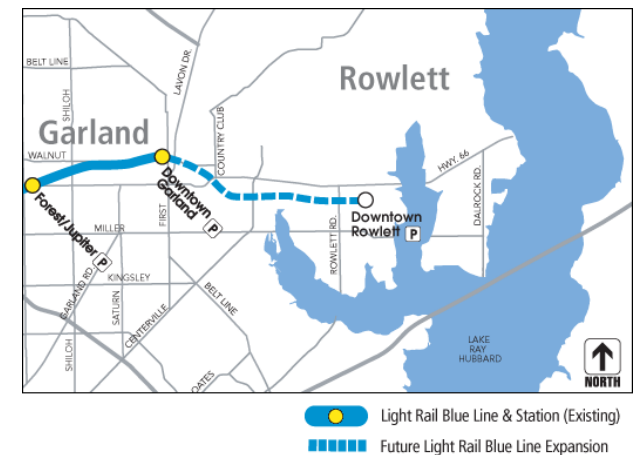 BELT LINE
SHILOH
LAVON DR.
Rowlett
Garland
COUNTRY CLUB
HWY. 66
WALNUT
Forest/Jupiter
P
Downtown
Garland
P
FIRST
Downtown
Rowlett
P
ROWLETT RD.
DALROCK RD.
MILLER
GARLAND RD.
KINGSLEY
SATURN
CENTERVILLE
BELT LINE
SHILOH
OATES
LAKE
RAY
HUBBARD
NORTH
Light Rail Blue Line & Station (Existing)
Future Light Rail Blue Line Expansion